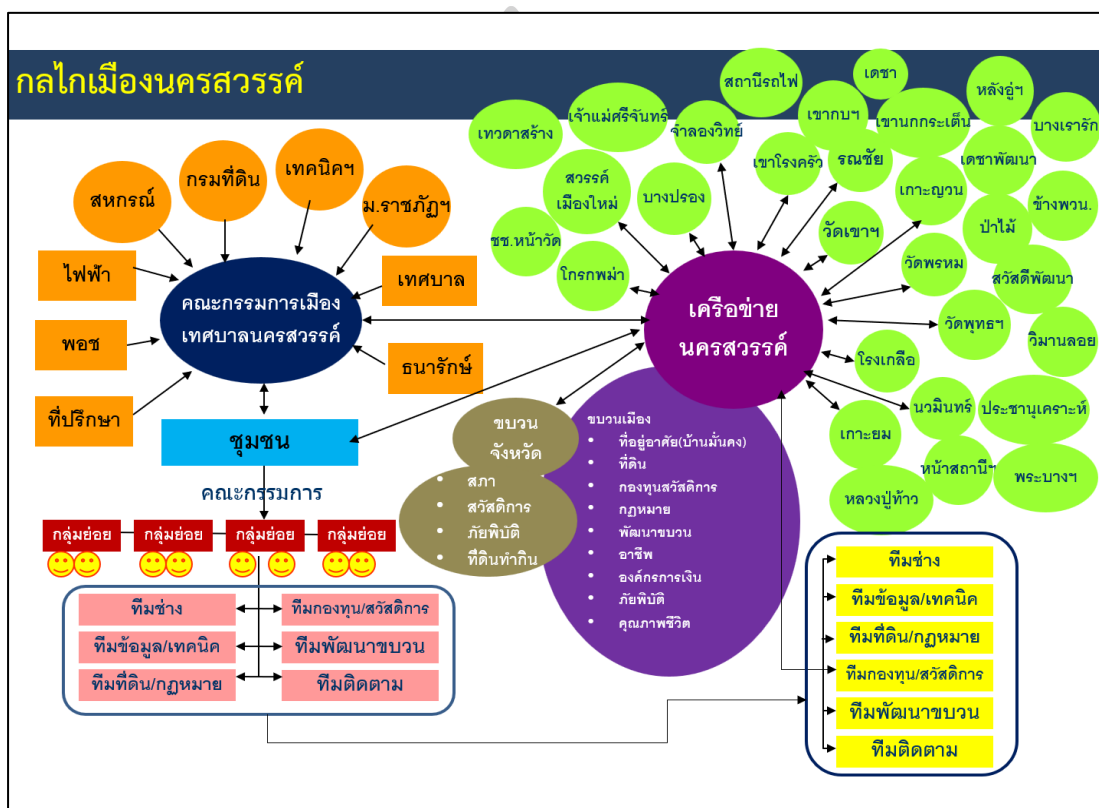 กลไกเมืองนครสวรรค์
สหกรณ์
กรมที่ดิน
เทคนิคฯ
ม.ราชภัฏฯ
ไฟฟ้า
พอช
ที่ปรึกษา
เทศบาล
ธนารักษ์
คณะกรรมการเมือง
เทศบาลนครสวรรค์
ชุมชน
คณะกรรมการ
กลุ่มย่อย
กลุ่มย่อย
กลุ่มย่อย
กลุ่มย่อย
ทีมช่าง
ทีมกองทุน/สวัสดิการ
ทีมข้อมูล/เทคนิค
ทีมพัฒนาขบวน
ทีมที่ดิน/กฎหมาย
ทีมติดตาม
เครือข่าย
นครสวรรค์
สถานีรถไฟ
เดชา
หลังอู่ฯ
เทวดาสร้าง
เจ้าแม่ศรีจันทร์
จำลองวิทย์
เขากบฯ
เขานกกระเต็น
บางเรารัก
สวรรค์
เมืองใหม่
บางปรอง
เขาโรงครัว
รณชัย
เดชาพัฒนา
เกาะญวน
ข้างพวน.
ชช.หน้าวัด
โกรกพม่า
วัดเขาฯ
ป่าไม้
วัดพรหม
สวัสดีพัฒนา
วัดพุทธฯ
วิมานลอย
โรงเกลือ
นวมินทร์
ประชานุเคราะห์
เกาะยม
หน้าสถานีฯ
พระบางฯ
หลวงปู่ท้าว
ขบวน
จังหวัด
• สภา
• สวัสดิการ
• ภัยพิบัติ
• ที่ดินทำกิน
ขบวนเมือง
• ที่อยู่อาศัย(บ้านมั่นคง)
• ที่ดิน
• กองทุนสวัสดิการ
• กฎหมาย
• พัฒนาขบวน
• อาชีพ
• องค์กรการเงิน
• ภัยพิบัติ
• คุณภาพชีวิต
ทีมช่าง
ทีมข้อมูล/เทคนิค
ทีมที่ดิน/กฎหมาย
ทีมกองทุน/สวัสดิการ
ทีมพัฒนาขบวน
ทีมติดตาม